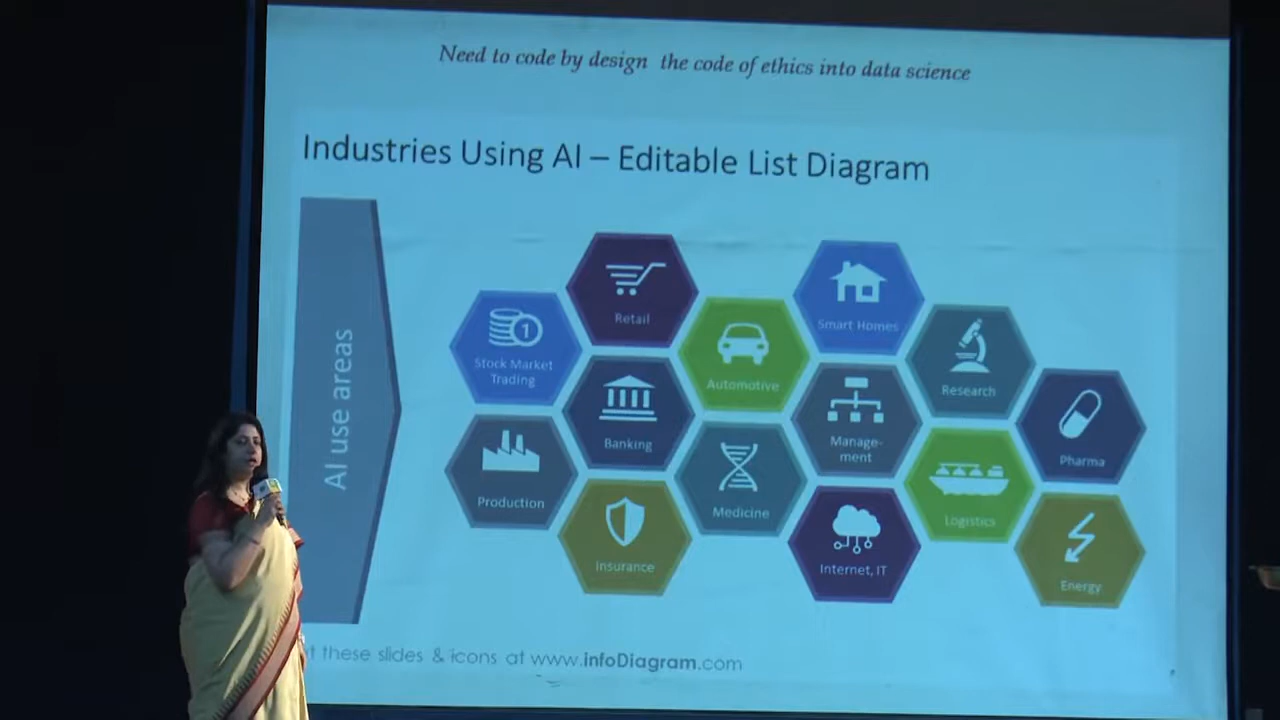 Need to code by design the code of ethics into data science
Industries Using AI – Editable List Diagram
AI use areas
Retail
Smart Homes
Stock Market
Trading
1
Automotive
Research
Banking
Manage-
ment
Pharma
Production
Medicine
Logistics
Insurance
Internet, IT
Energy
these slides & icons at www.infoDiagram.com